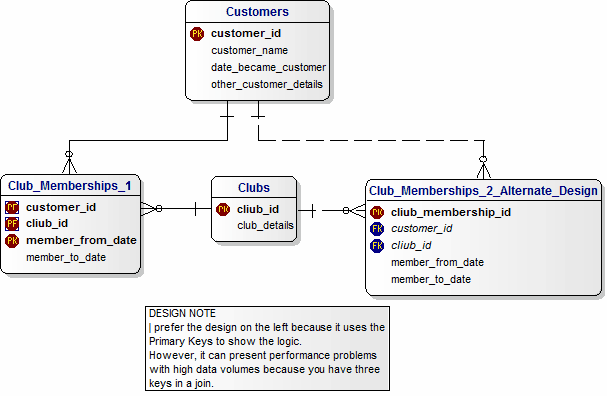 Customers
PK customer_id
customer_name
date_became_customer
other_customer_details
Club_Memberships_1
PF customer_id
PF cliub_id
PK member_from_date
member_to_date
Clubs
PK cliub_id
club_details
Club_Memberships_2_Alternate_Design
PK cliub_membership_id
FK customer_id
FK cliub_id
member_from_date
member_to_date
DESIGN NOTE
I prefer the design on the left because it uses the
Primary Keys to show the logic.
However, it can present performance problems
with high data volumes because you have three
keys in a join.